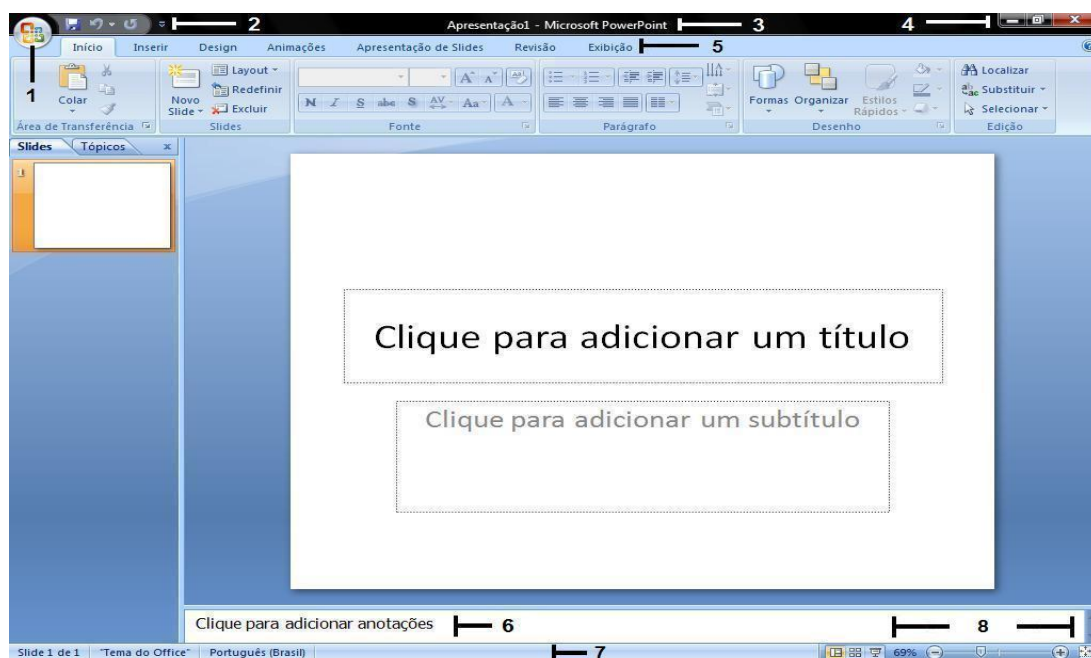 2
Apresentação1 - Microsoft PowerPoint
3
4
Início Inserir Design Animações Apresentação de Slides Revisão Exibição
5
1
Colar
Área de Transferência
Novo Slide
Layout
Redefinir
Excluir
Slides
N I S abc S AV Aa A
Fonte
Parágrafo
Formas Organizar Estilos Rápidos
Desenho
Localizar
Substituir
Selecionar
Edição
Slides Tópicos x
1
Clique para adicionar um título
Clique para adicionar um subtítulo
Clique para adicionar anotações
6
8
Slide 1 de 1 "Tema do Office" Português (Brasil)
7
69%